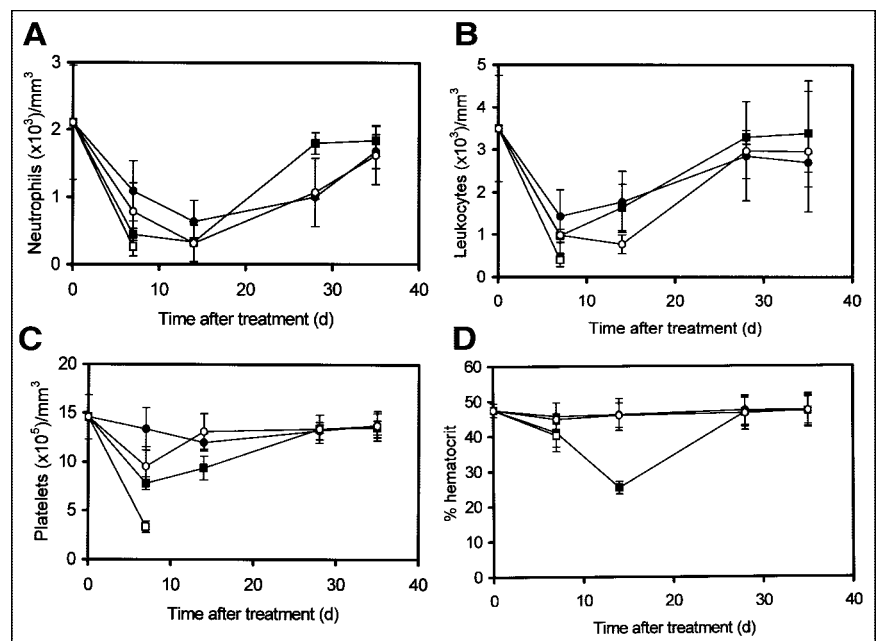 A
Neutrophils (x10³)/mm³
3
2
1
0
0 10 20 30 40
Time after treatment (d)
B
Leukocytes (x10³)/mm³
5
4
3
2
1
0
0 10 20 30 40
Time after treatment (d)
C
Platelets (x10⁵)/mm³
20
15
10
5
0
0 10 20 30 40
Time after treatment (d)
D
% hematocrit
60
50
40
30
20
10
0
0 10 20 30 40
Time after treatment (d)